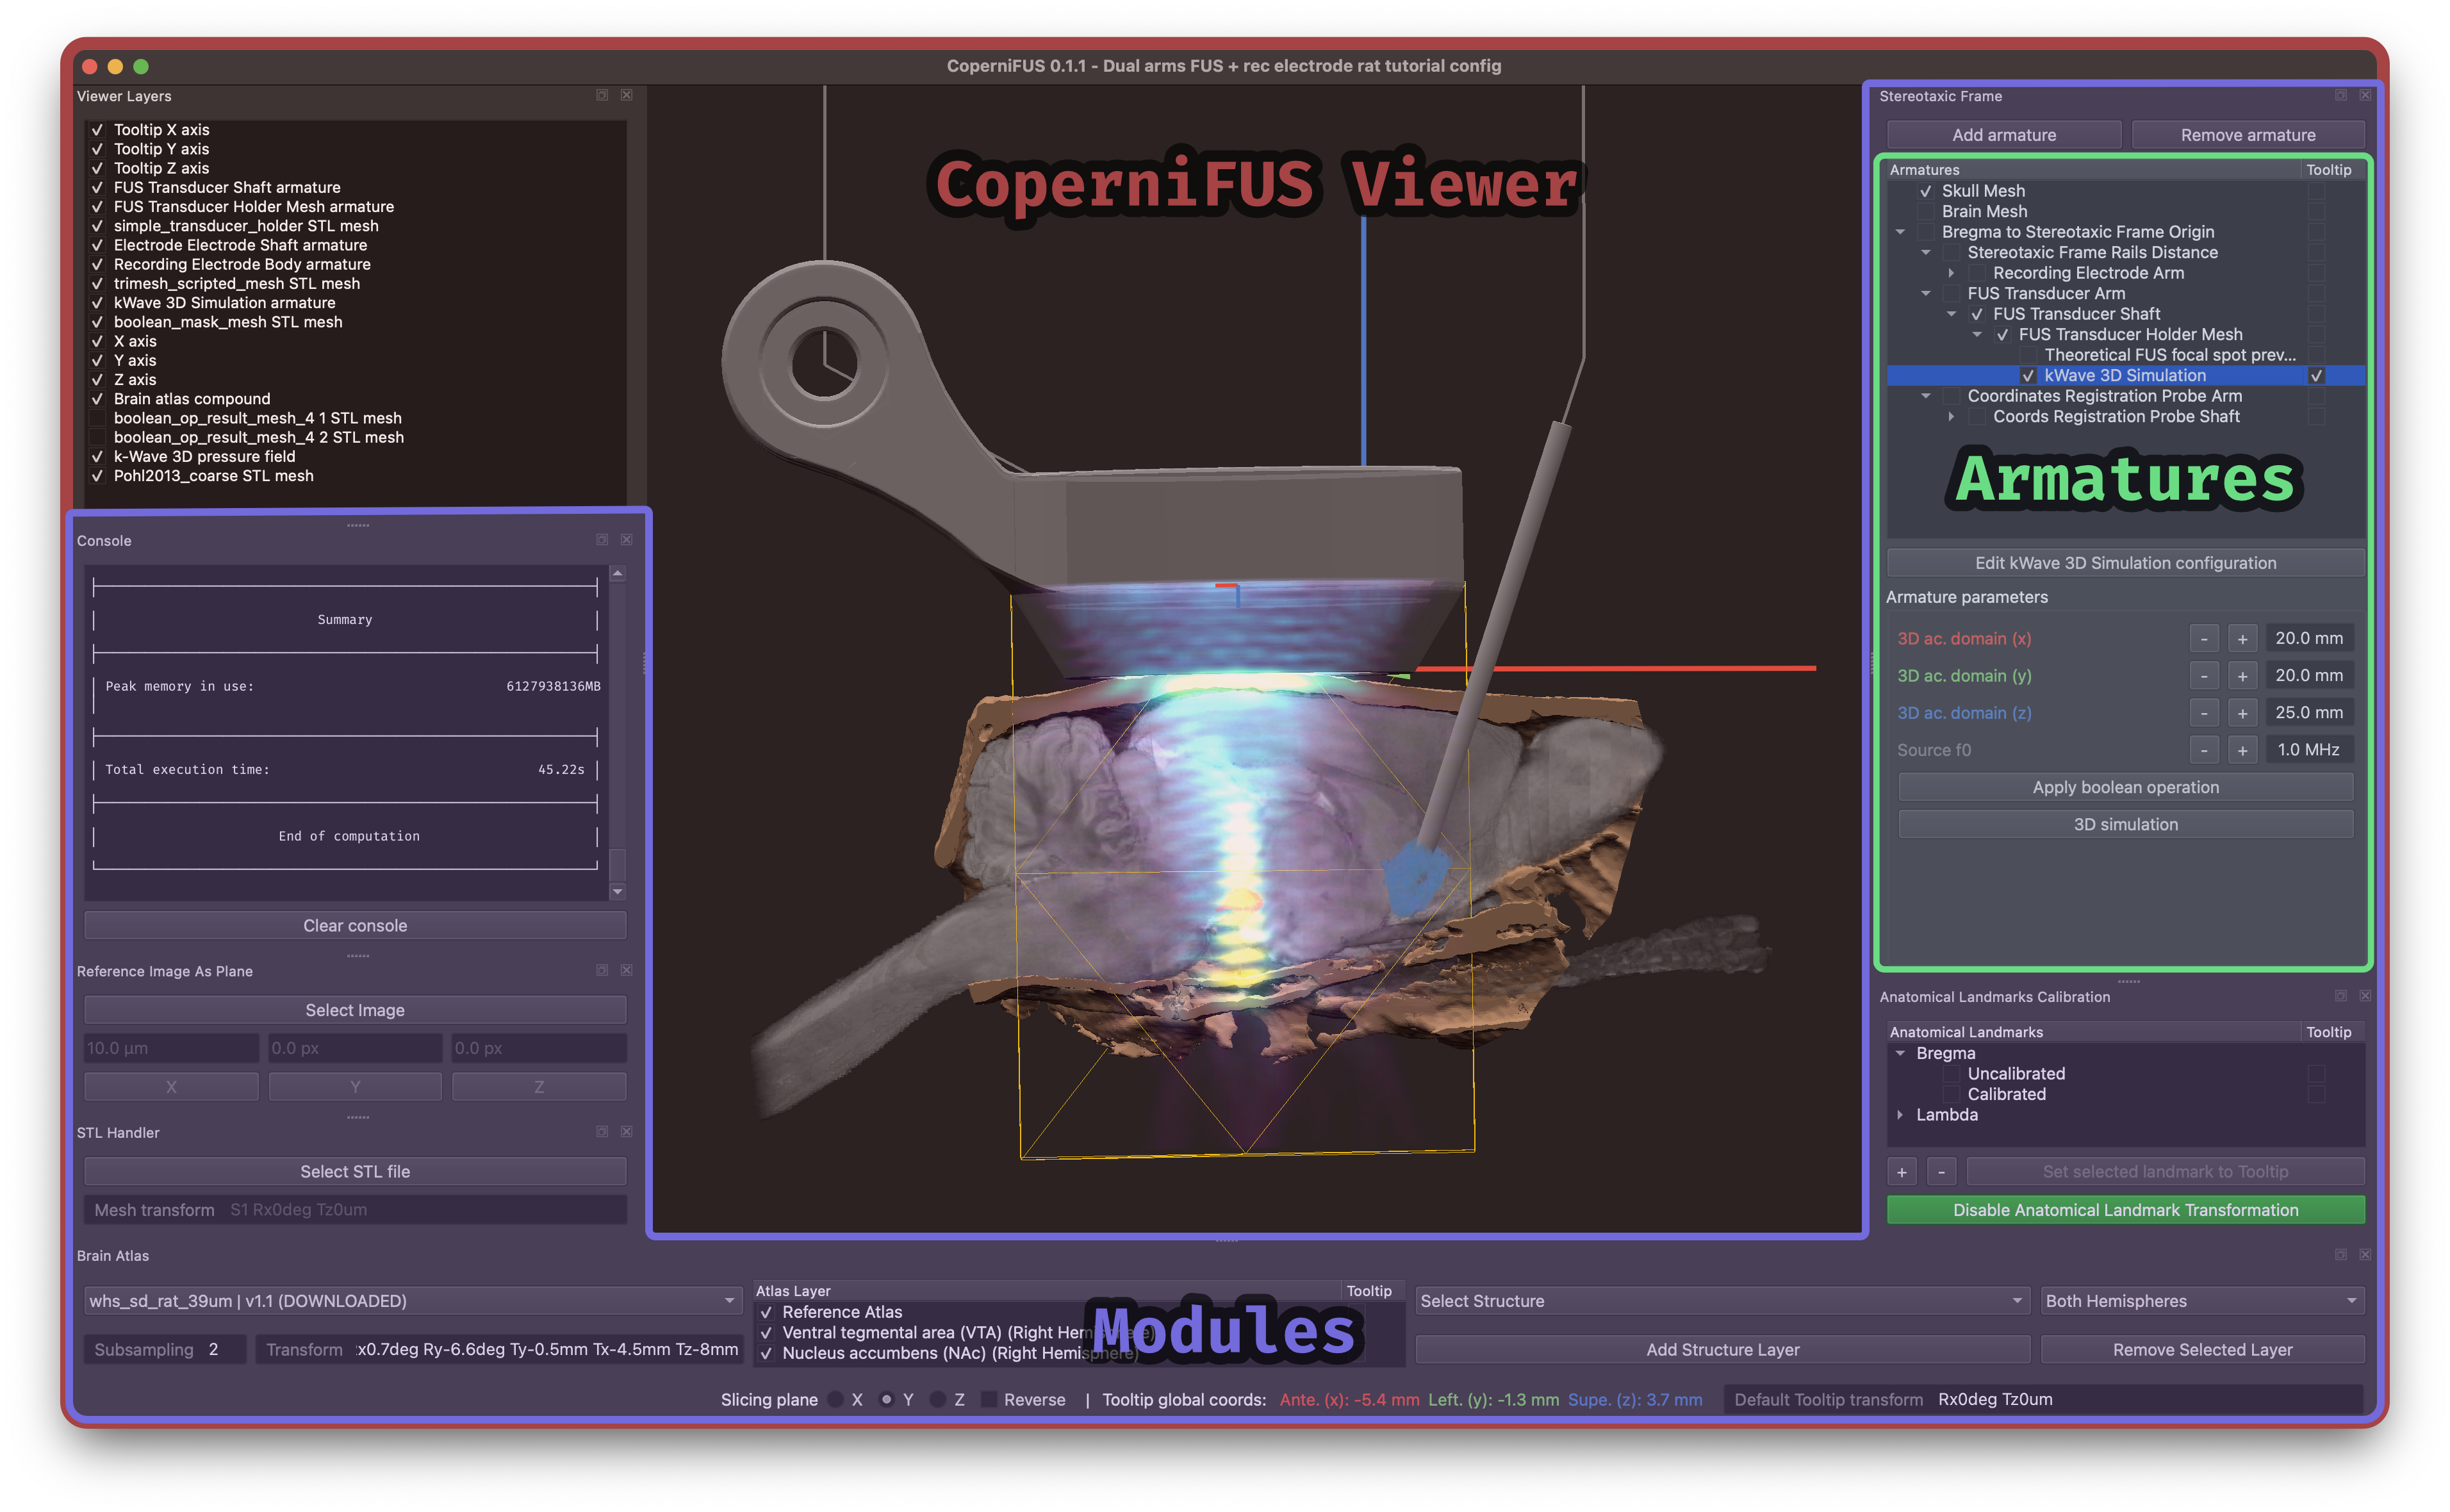 CoperniFUS 0.1.1 - Dual arms FUS + rec electrode rat tutorial config
Viewer Layers
Tooltip X axis
Tooltip Y axis
Tooltip Z axis
FUS Transducer Shaft armature
FUS Transducer Holder Mesh armature
simple_transducer_holder STL mesh
Electrode Electrode Shaft armature
Recording Electrode Body armature
trimesh_scripted_mesh STL mesh
kWave 3D Simulation armature
boolean_mask_mesh STL mesh
X axis
Y axis
Z axis
Brain atlas compound
boolean_op_result_mesh_4 1 STL mesh
boolean_op_result_mesh_4 2 STL mesh
k-Wave 3D pressure field
Pohl2013_coarse STL mesh
Console
Summary
Peak memory in use: 6127938136MB
Total execution time: 45.22s
End of computation
Clear console
Reference Image As Plane
Select Image
10.0 µm 0.0 px 0.0 px
X Y Z
STL Handler
Select STL file
Mesh transform S1 Rx0deg Tz0um
CoperniFUS Viewer
Stereotaxic Frame
Add armature Remove armature
Armatures Tooltip
Skull Mesh
Brain Mesh
Bregma to Stereotaxic Frame Origin
Stereotaxic Frame Rails Distance
Recording Electrode Arm
FUS Transducer Arm
FUS Transducer Shaft
FUS Transducer Holder Mesh
Theoretical FUS focal spot prev...
kWave 3D Simulation
Coordinates Registration Probe Arm
Coords Registration Probe Shaft
Armatures
Edit kWave 3D Simulation configuration
Armature parameters
3D ac. domain (x) - + 20.0 mm
3D ac. domain (y) - + 20.0 mm
3D ac. domain (z) - + 25.0 mm
Source f0 - + 1.0 MHz
Apply boolean operation
3D simulation
Anatomical Landmarks Calibration
Anatomical Landmarks Tooltip
Bregma
Uncalibrated
Calibrated
Lambda
+ - Set selected landmark to Tooltip
Disable Anatomical Landmark Transformation
Brain Atlas
whs_sd_rat_39um | v1.1 (DOWNLOADED)
Subsampling 2 Transform :x0.7deg Ry-6.6deg Ty-0.5mm Tx-4.5mm Tz-8mm
Atlas Layer Tooltip
Reference Atlas
Ventral tegmental area (VTA) (Right Hemisphere)
Nucleus accumbens (NAc) (Right Hemisphere)
Modules
Select Structure Both Hemispheres
Add Structure Layer Remove Selected Layer
Slicing plane X Y Z Reverse | Tooltip global coords: Ante. (x): -5.4 mm Left. (y): -1.3 mm Supe. (z): 3.7 mm Default Tooltip transform Rx0deg Tz0um